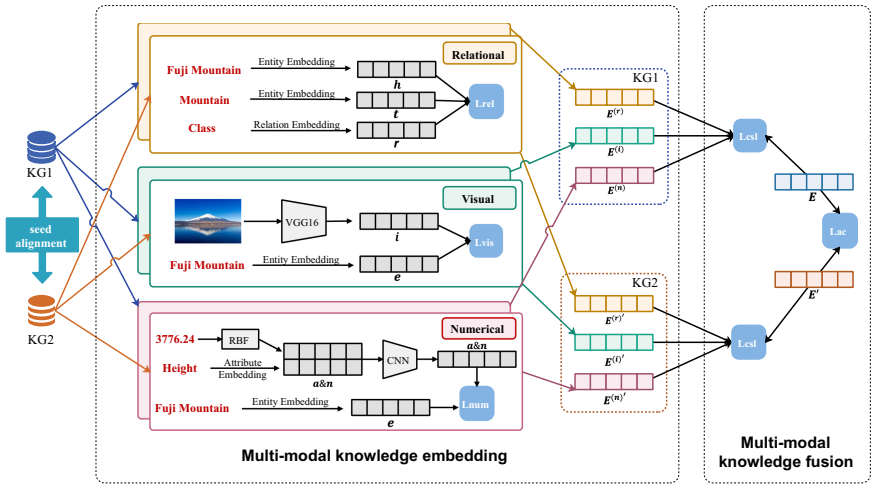 KG1
seed
alignment
KG2
Relational
Fuji Mountain
Entity Embedding
h
Mountain
Entity Embedding
t
Class
Relation Embedding
r
Lrel
Visual
VGG16
i
Fuji Mountain
Entity Embedding
e
Lvis
Numerical
3776.24
RBF
Height
Attribute
Embedding
a&n
CNN
a&n
Fuji Mountain
Entity Embedding
e
Lnum
Multi-modal knowledge embedding
KG1
E(r)
E(i)
E(n)
KG2
E(r)′
E(i)′
E(n)′
Lcsl
E
Lac
E′
Lcsl
Multi-modal
knowledge fusion